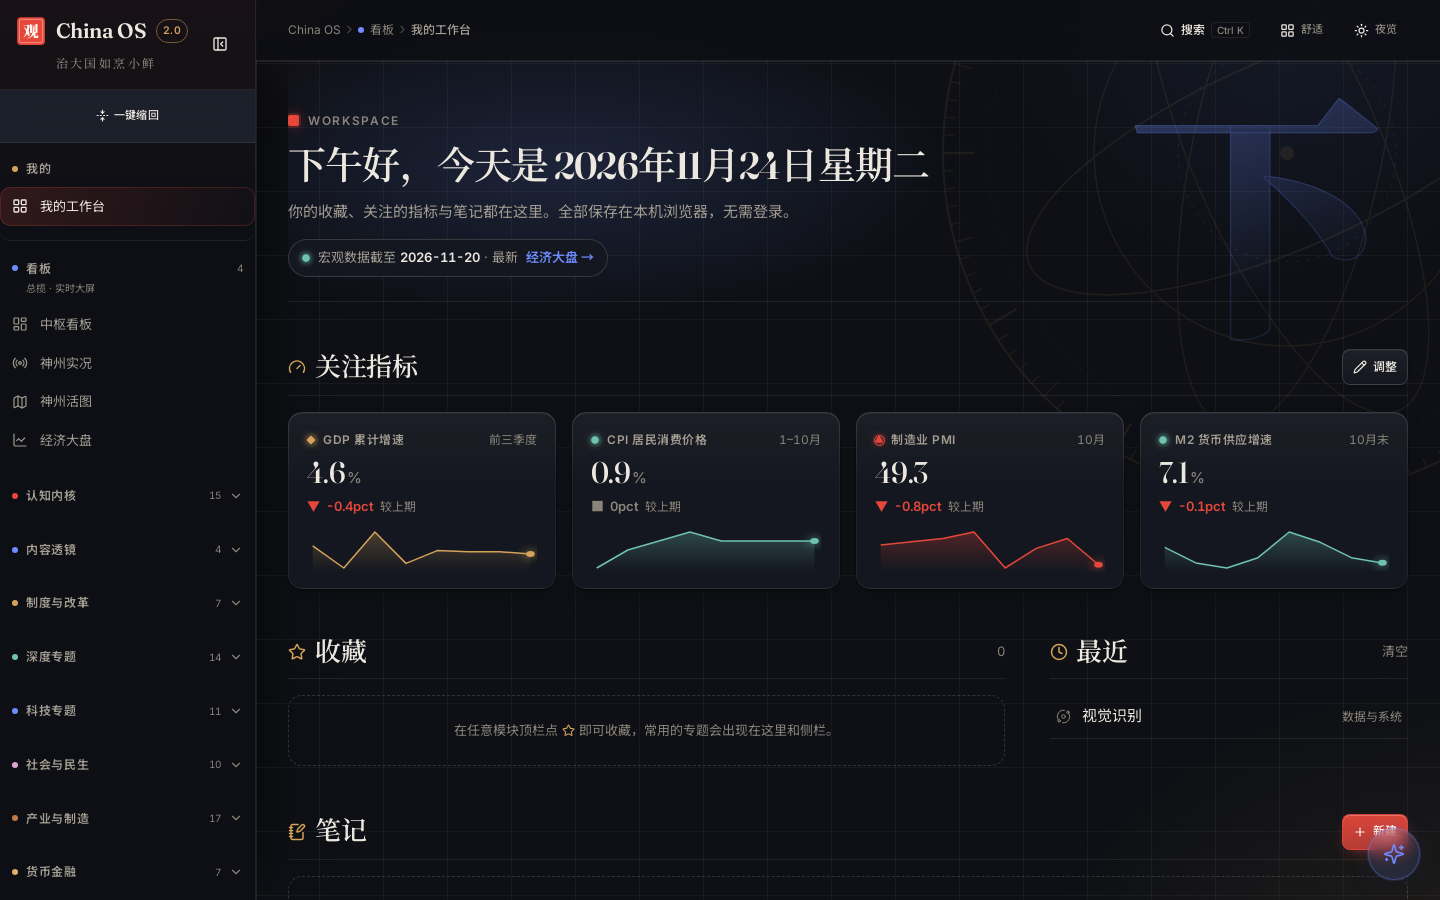 观 China OS 2.0
治大国如烹小鲜
一键缩回
我的
我的工作台
看板 4
总揽 · 实时大屏
中枢看板
神州实况
神州活图
经济大盘
认知内核 15
内容透镜 4
制度与改革 7
深度专题 14
科技专题 11
社会与民生 10
产业与制造 17
货币金融 7
China OS > 看板 > 我的工作台
搜索 Ctrl K 舒适 夜览
WORKSPACE
下午好，今天是2026年11月24日星期二
你的收藏、关注的指标与笔记都在这里。全部保存在本机浏览器，无需登录。
宏观数据截至 2026-11-20 · 最新 经济大盘 →
关注指标 调整
GDP 累计增速 前三季度
4.6%
▼ -0.4pct 较上期
CPI 居民消费价格 1–10月
0.9%
■ 0pct 较上期
制造业 PMI 10月
49.3
▼ -0.8pct 较上期
M2 货币供应增速 10月末
7.1%
▼ -0.1pct 较上期
收藏 0
在任意模块顶栏点 ☆ 即可收藏，常用的专题会出现在这里和侧栏。
最近 清空
视觉识别 数据与系统
笔记 + 新建